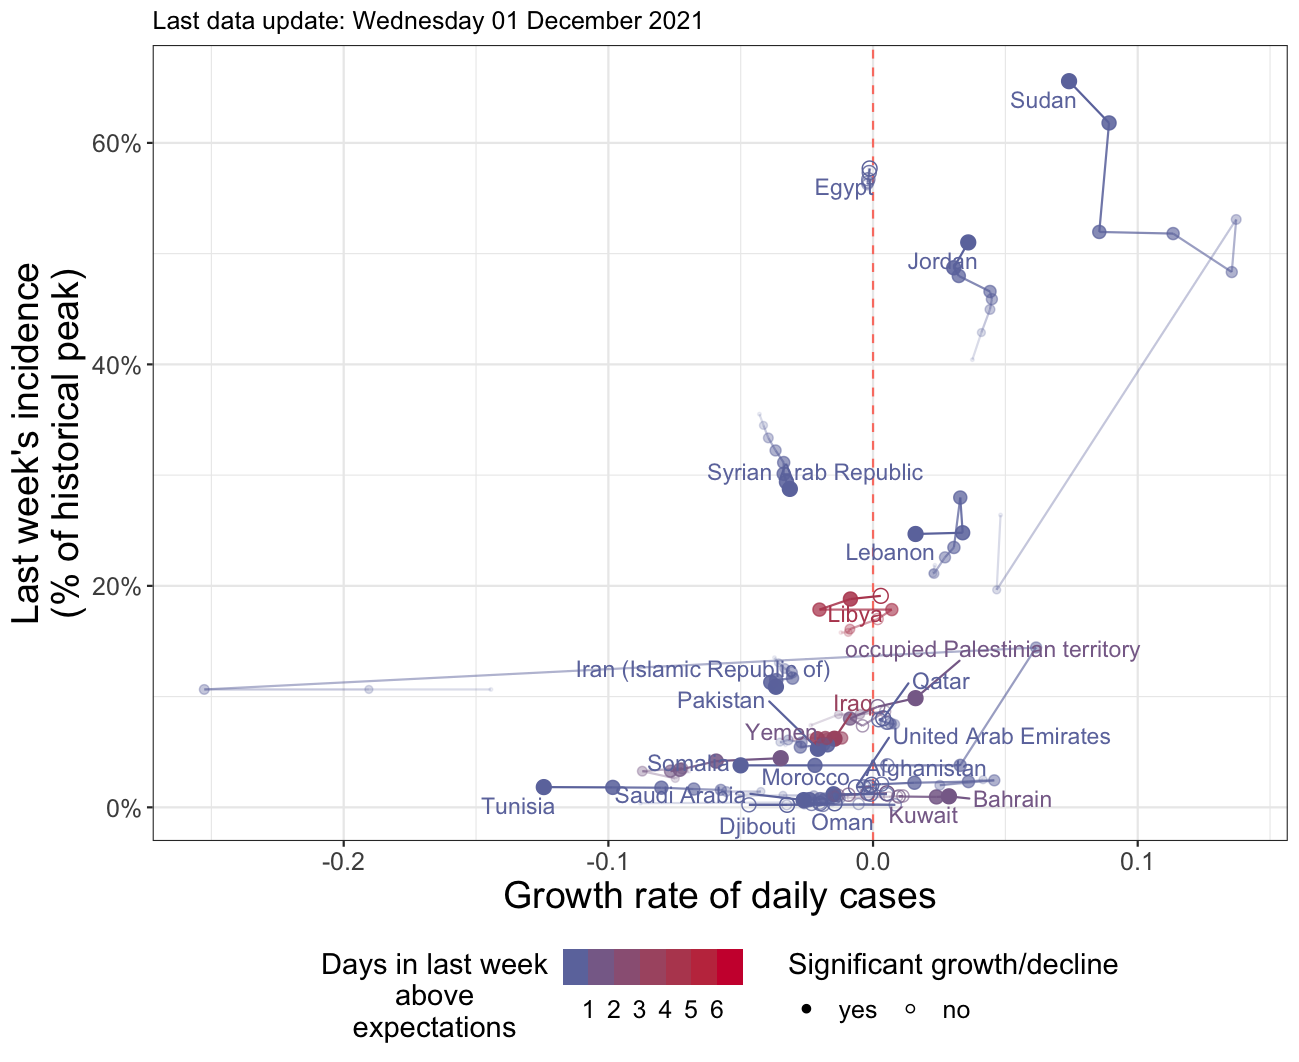 Last data update: Wednesday 01 December 2021
Last week's incidence
(% of historical peak)
60%
40%
20%
0%
Sudan
Egypt
Jordan
Syrian Arab Republic
Lebanon
Libya
occupied Palestinian territory
Iran (Islamic Republic of)
Qatar
Pakistan
Iraq
Yemen
United Arab Emirates
Somalia
Afghanistan
Morocco
Saudi Arabia
Bahrain
Tunisia
Kuwait
Oman
Djibouti
-0.2
-0.1
0.0
0.1
Growth rate of daily cases
Days in last week
above
expectations
1 2 3 4 5 6
Significant growth/decline
yes
no